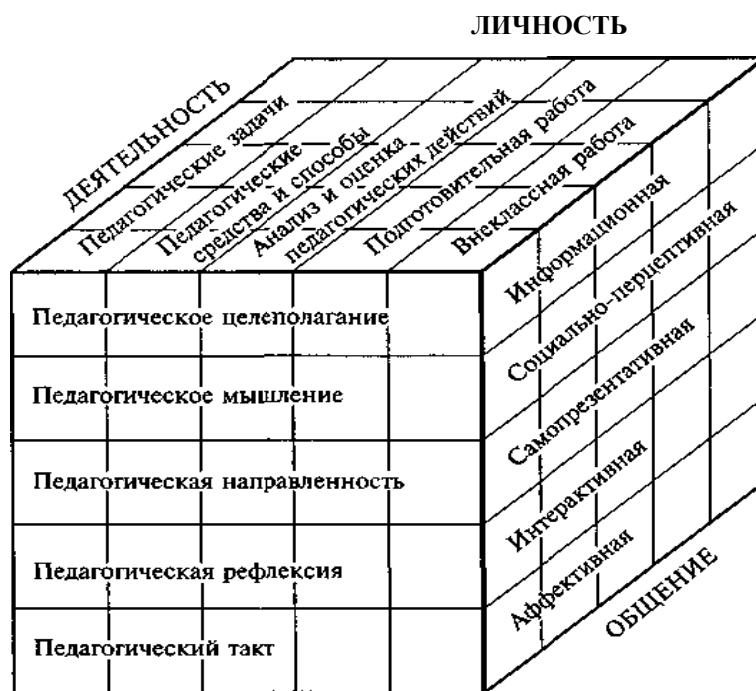 ЛИЧНОСТЬ
ДЕЯТЕЛЬНОСТЬ
Педагогические задачи
Педагогические
средства и способы
Анализ и оценка
педагогических действий
Подготовительная работа
Внеклассная работа
Педагогическое целеполагание
Педагогическое мышление
Педагогическая направленность
Педагогическая рефлексия
Педагогический такт
Информационная
Социально-перцептивная
Самопрезентативная
Интерактивная
Аффективная
ОБЩЕНИЕ